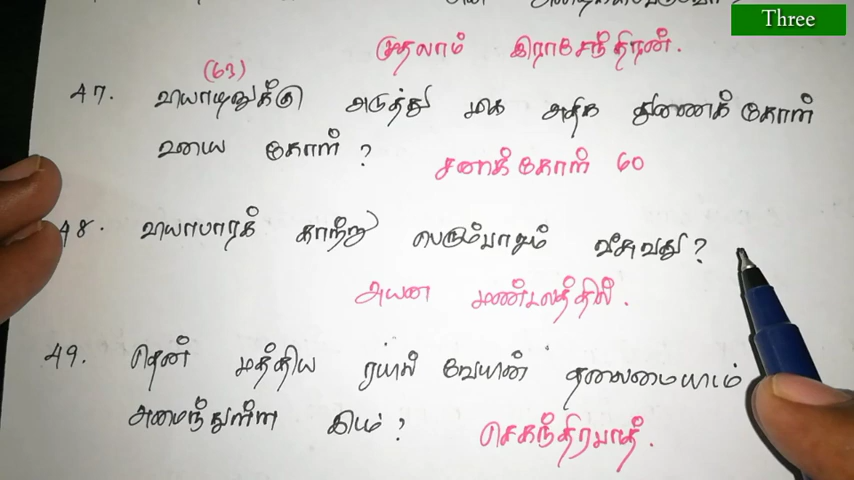 Three
முதலாம் இராசேந்திரன்.
(63)
47. வியாழனுக்கு அடுத்து மிக அதிக துணைக் கோள்
உடைய கோள்? சனிக்கோள் 60
48. வியாபாரக் காற்று பெரும்பாலும் வீசுவது?
அயன மண்டலத்தில்.
49. தென் மத்திய ரயில் வேயின் தலைமையிடம்
அமைந்துள்ள இடம்? செகந்திரபாத்.